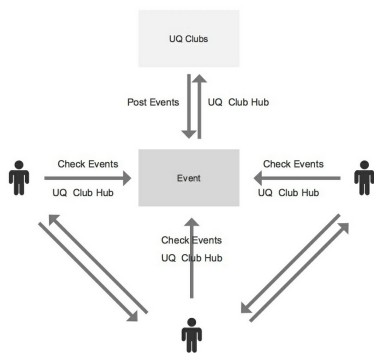 UQ Clubs
Post Events
UQ Club Hub
Check Events
UQ Club Hub
Event
Check Events
UQ Club Hub
Check Events
UQ Club Hub